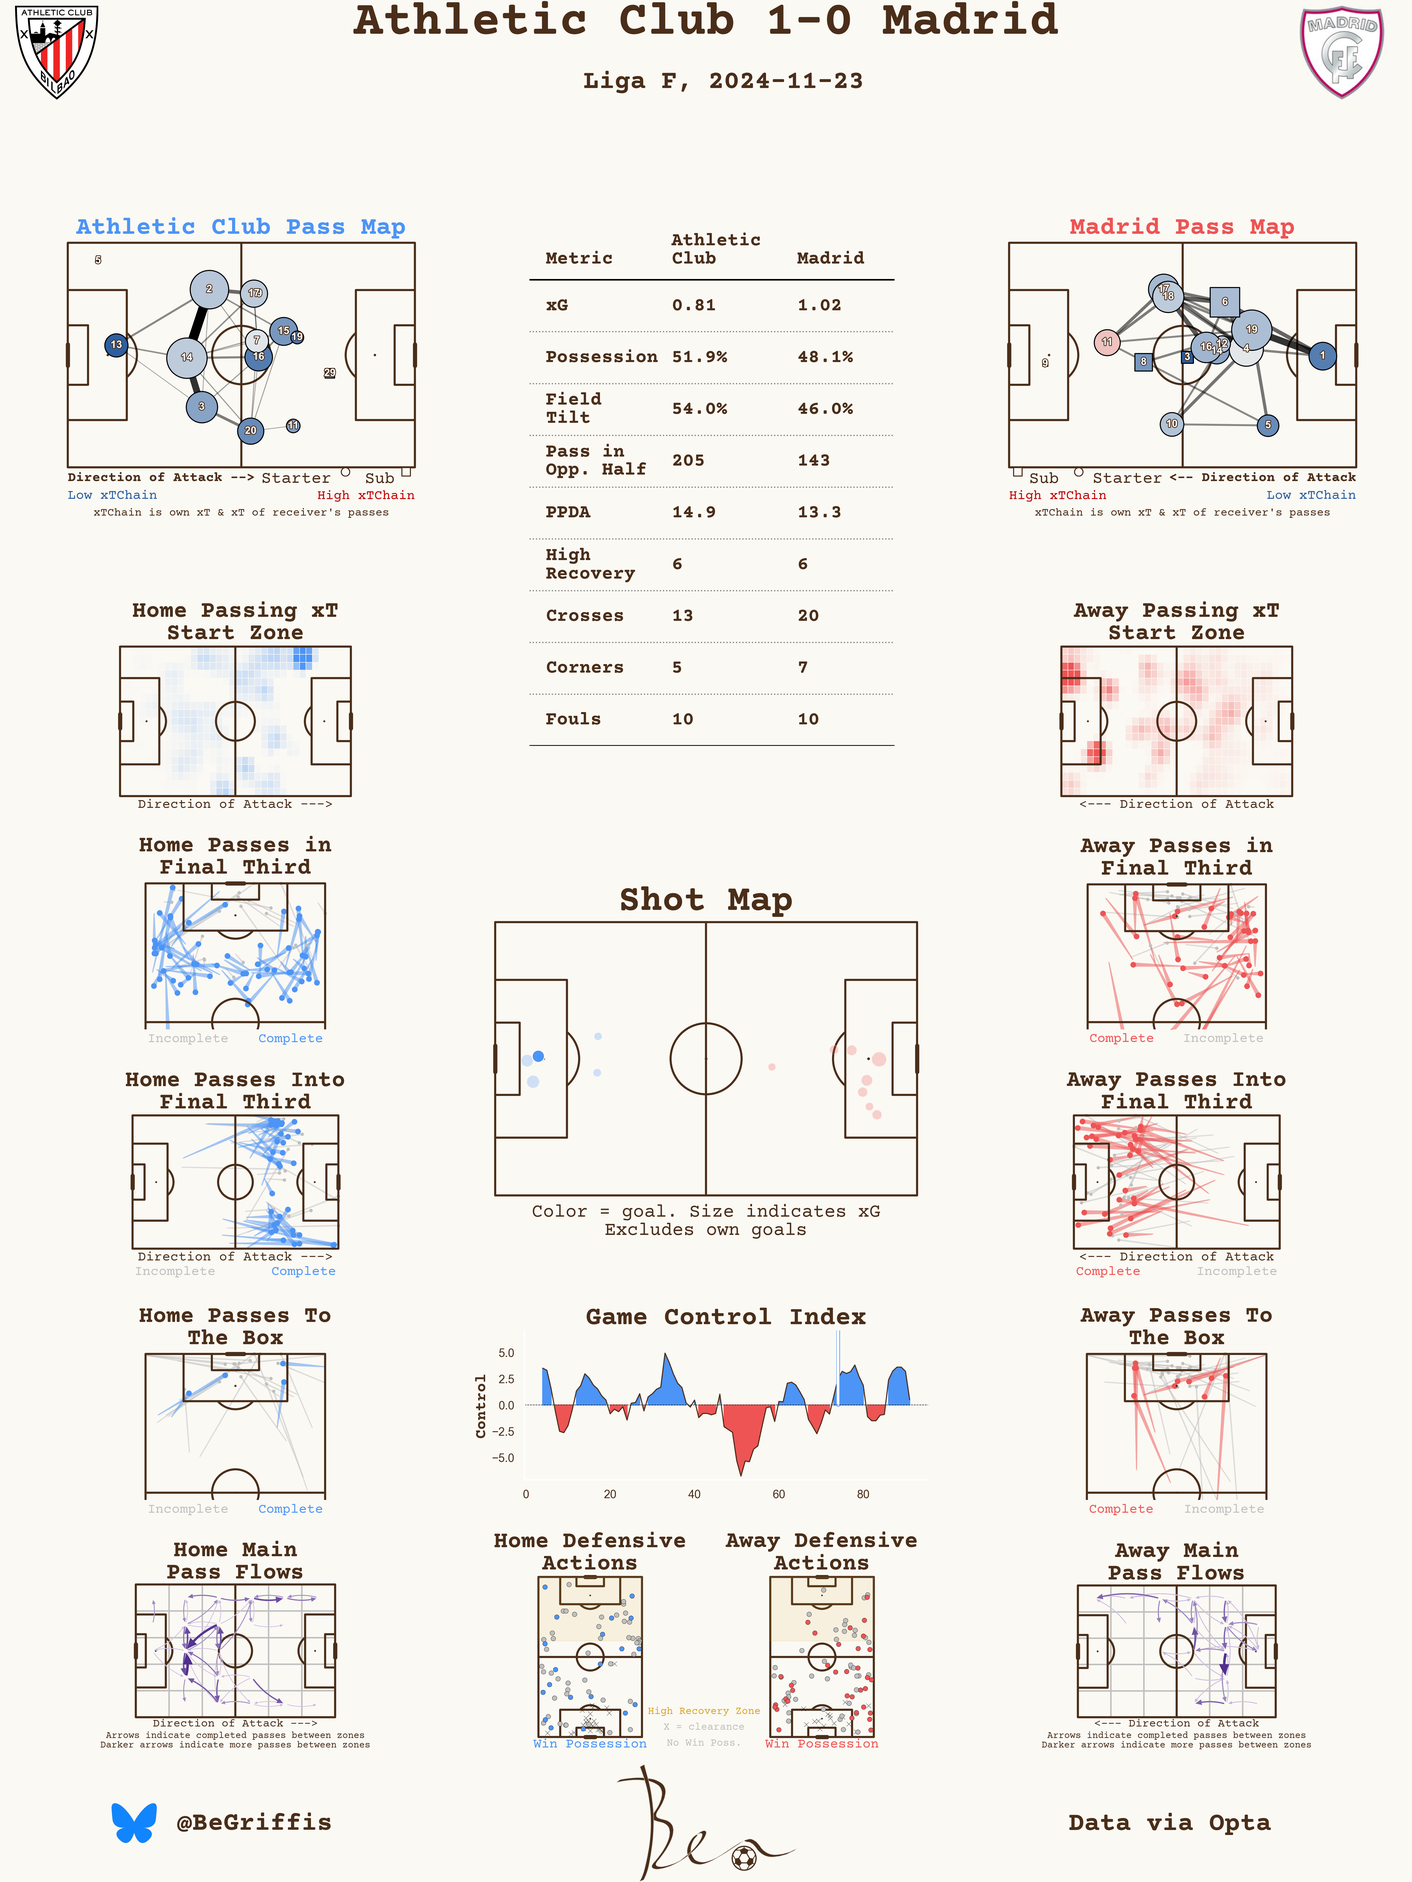 Athletic Club 1-0 Madrid
Liga F, 2024-11-23
ATHLETIC CLUB
BILBAO
MADRID
Athletic Club Pass Map
5
2
17
13
15
19
7
14
16
3
20
11
29
Direction of Attack --> Starter Sub
Low xTChain High xTChain
xTChain is own xT & xT of receiver's passes
Metric Athletic Club Madrid
xG 0.81 1.02
Possession 51.9% 48.1%
Field Tilt 54.0% 46.0%
Pass in Opp. Half 205 143
PPDA 14.9 13.3
High Recovery 6 6
Crosses 13 20
Corners 5 7
Fouls 10 10
Madrid Pass Map
17
18
6
19
11
16
12
14
4
1
9
8
3
10
5
Sub Starter <-- Direction of Attack
High xTChain Low xTChain
xTChain is own xT & xT of receiver's passes
Home Passing xT
Start Zone
Direction of Attack --->
Away Passing xT
Start Zone
<--- Direction of Attack
Home Passes in
Final Third
Incomplete Complete
Away Passes in
Final Third
Complete Incomplete
Shot Map
Color = goal. Size indicates xG
Excludes own goals
Home Passes Into
Final Third
Direction of Attack --->
Incomplete Complete
Away Passes Into
Final Third
<--- Direction of Attack
Complete Incomplete
Home Passes To
The Box
Incomplete Complete
Game Control Index
Control
5.0
2.5
0.0
−2.5
−5.0
0 20 40 60 80
Away Passes To
The Box
Complete Incomplete
Home Main
Pass Flows
Direction of Attack --->
Arrows indicate completed passes between zones
Darker arrows indicate more passes between zones
Home Defensive
Actions
Win Possession
Away Defensive
Actions
Win Possession
High Recovery Zone
X = clearance
No Win Poss.
Away Main
Pass Flows
<--- Direction of Attack
Arrows indicate completed passes between zones
Darker arrows indicate more passes between zones
@BeGriffis
Ben
Data via Opta